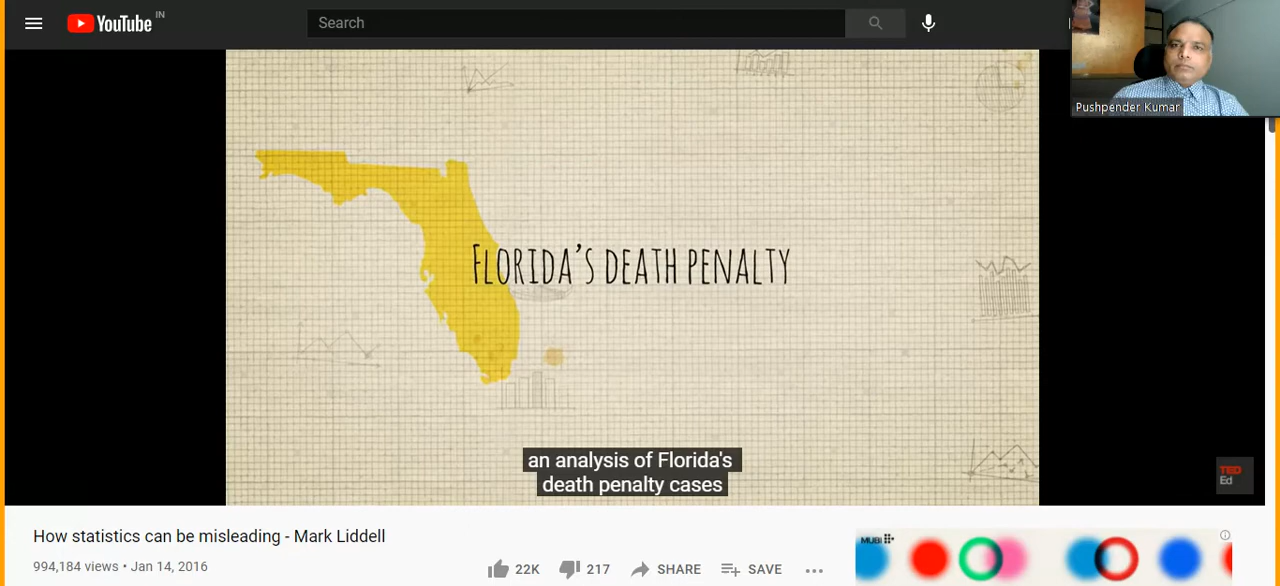 YouTube IN
Search
Pushpender Kumar
FLORIDA'S DEATH PENALTY
an analysis of Florida's
death penalty cases
TED
Ed
How statistics can be misleading - Mark Liddell
994,184 views • Jan 14, 2016
22K 217 SHARE SAVE ...
MUBI